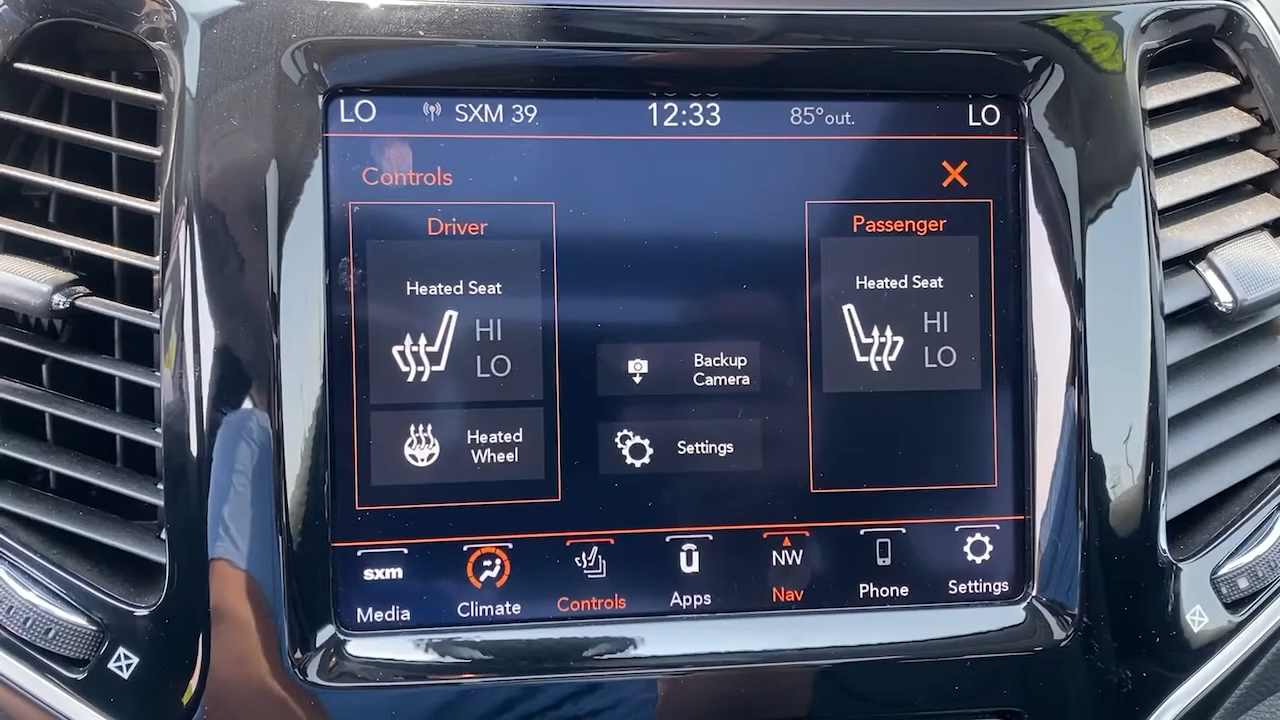 LO
SXM 39
12:33
85°out.
LO
Controls
Driver
Heated Seat
HI
LO
Heated
Wheel
Backup
Camera
Settings
Passenger
Heated Seat
HI
LO
sxm
Media
Climate
Controls
Apps
NW
Nav
Phone
Settings